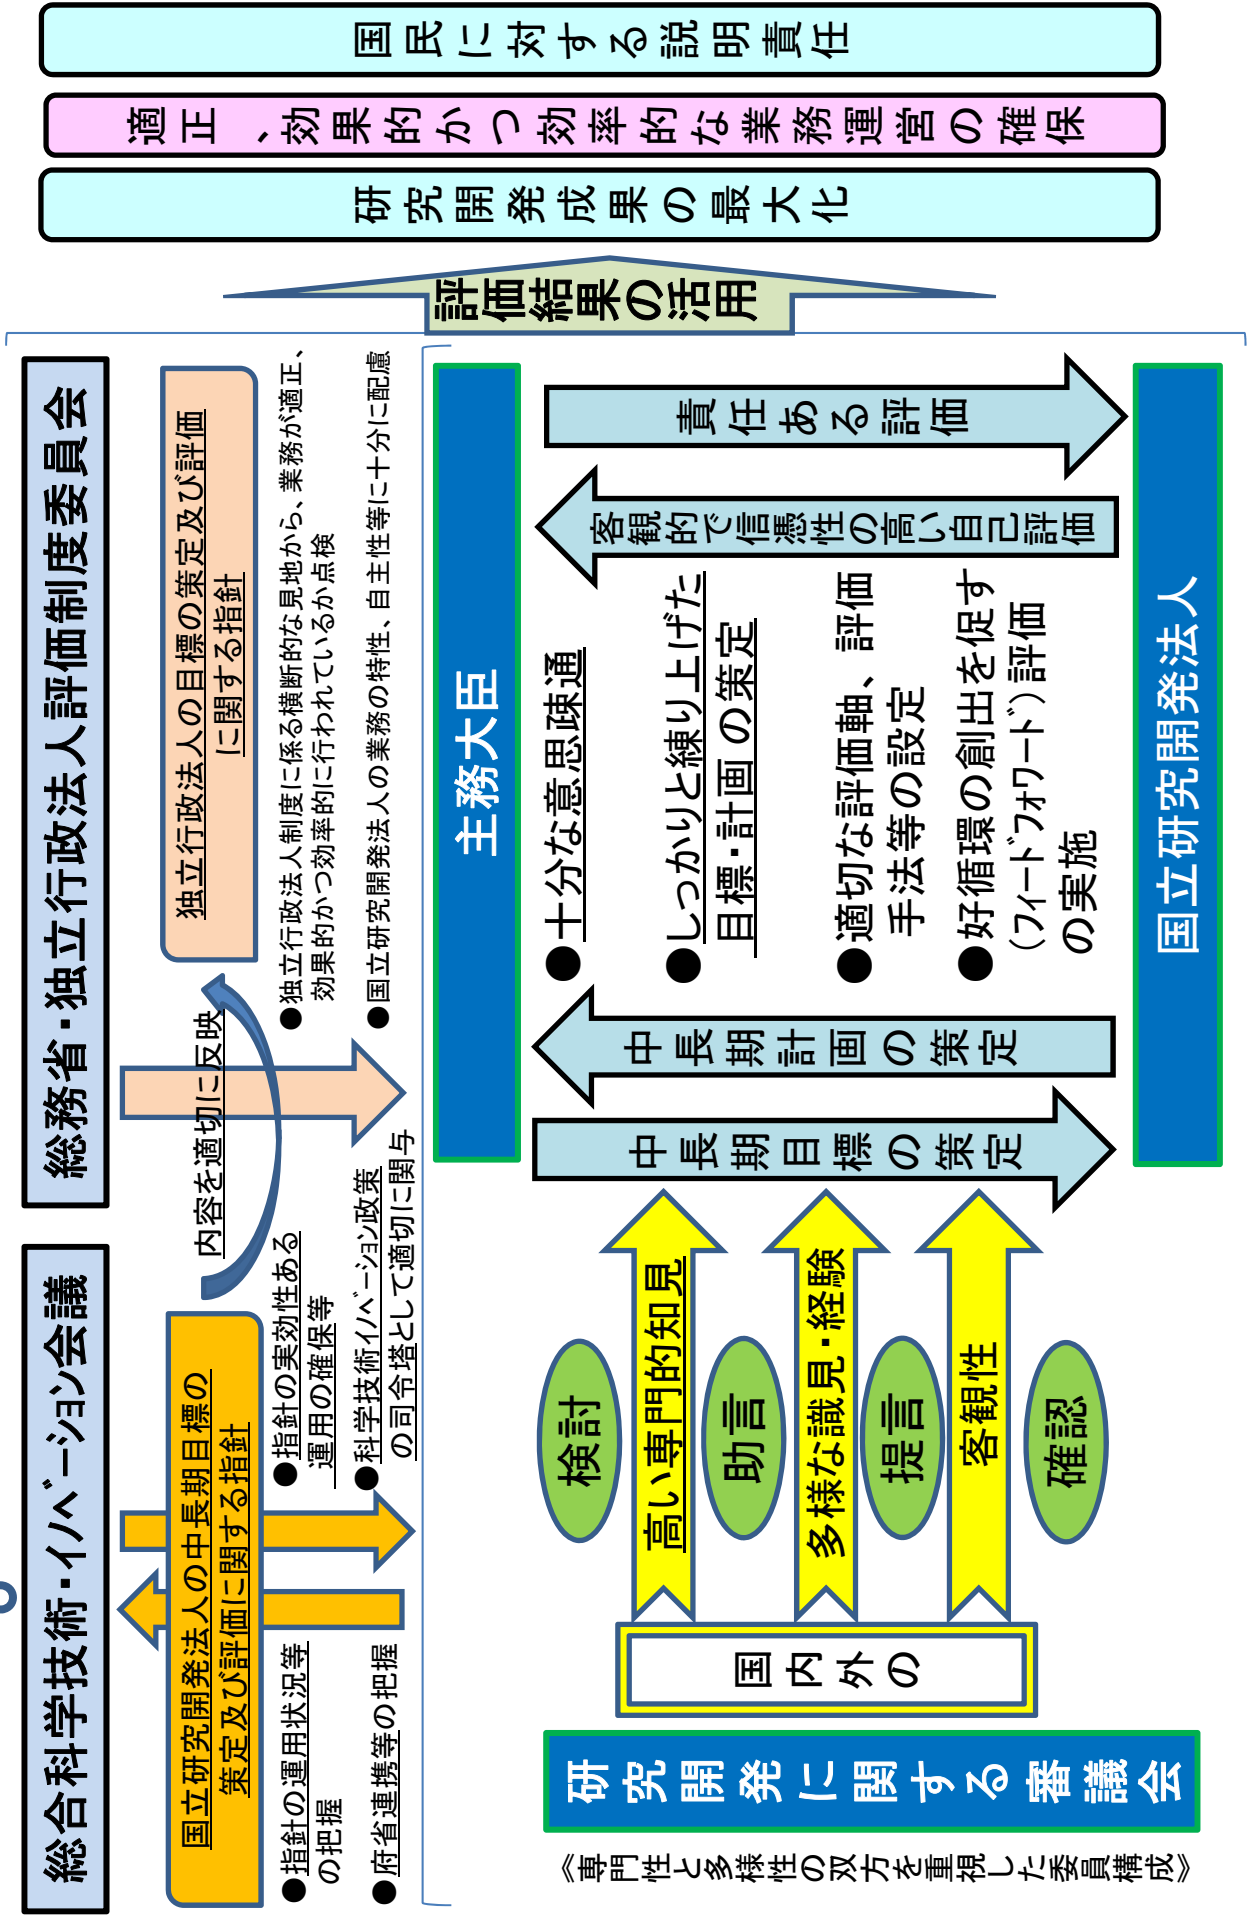 総合科学技術・イノベーション会議
国立研究開発法人の中長期目標の
策定及び評価に関する指針
●指針の運用状況等
の把握
●府省連携等の把握
●指針の実効性ある
運用の確保等
●科学技術イノベーション政策
の司令塔として適切に関与
内容を適切に反映
総務省・独立行政法人評価制度委員会
独立行政法人の目標の策定及び評価
に関する指針
●独立行政法人制度に係る横断的な見地から、業務が適正、
効果的かつ効率的に行われているか点検
●国立研究開発法人の業務の特性、自主性等に十分に配慮
研究開発に関する審議会
《専門性と多様性の双方を重視した委員構成》
国内外の
検討
高い専門的知見
助言
多様な識見・経験
提言
客観性
確認
主務大臣
中長期目標の策定
中長期計画の策定
●十分な意思疎通
●しっかりと練り上げた
目標・計画 の策定
●適切な評価軸、評価
手法等の設定
●好循環の創出を促す
（フィードフォワード）評価
の実施
客観的で信憑性の高い自己評価
責任ある評価
国立研究開発法人
評価結果の活用
研究開発成果の最大化
適正、効果的かつ効率的な業務運営の確保
国民に対する説明責任